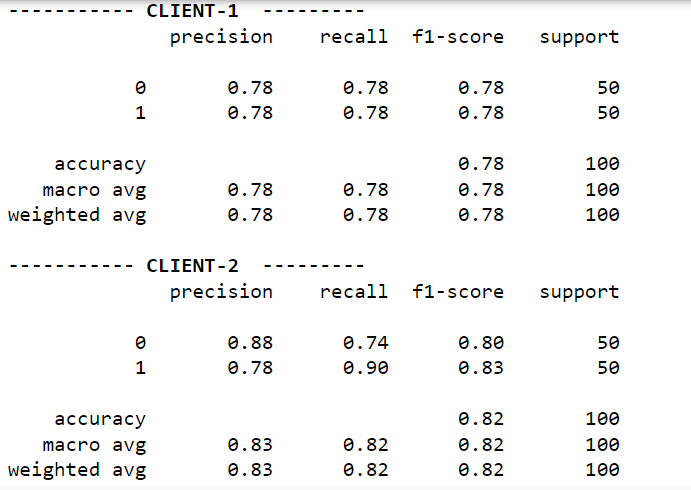 ----------- CLIENT-1 ---------
precision recall f1-score support
0 0.78 0.78 0.78 50
1 0.78 0.78 0.78 50
accuracy 0.78 100
macro avg 0.78 0.78 0.78 100
weighted avg 0.78 0.78 0.78 100
----------- CLIENT-2 ---------
precision recall f1-score support
0 0.88 0.74 0.80 50
1 0.78 0.90 0.83 50
accuracy 0.82 100
macro avg 0.83 0.82 0.82 100
weighted avg 0.83 0.82 0.82 100